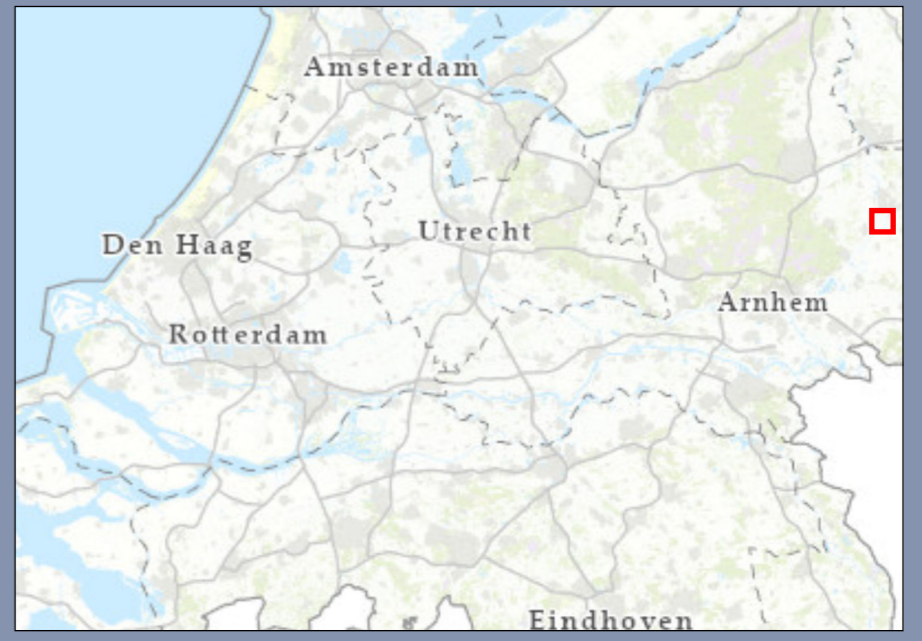 Amsterdam
Utrecht
Den Haag
Arnhem
Rotterdam
Eindhoven